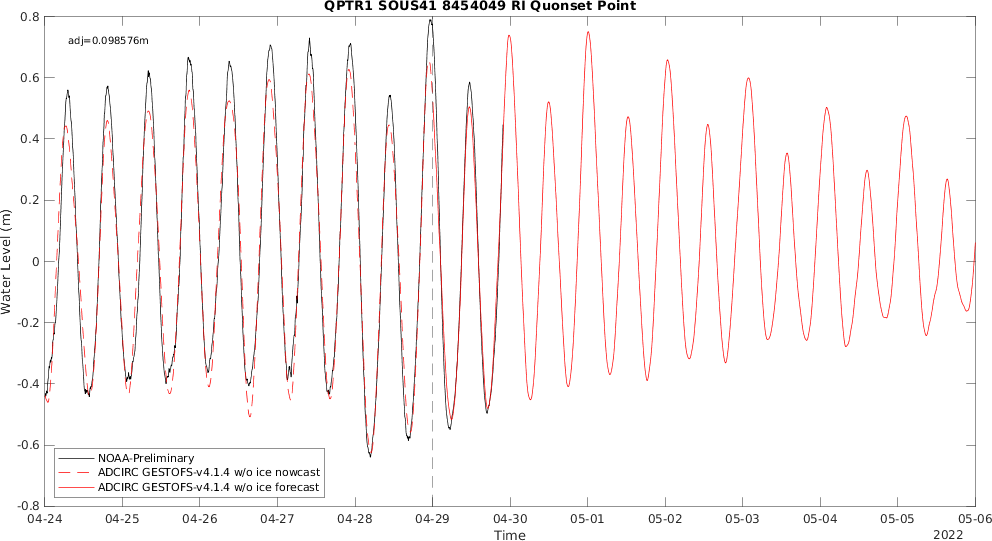 QPTR1 SOUS41 8454049 RI Quonset Point
adj=0.098576m
0.8
0.6
0.4
0.2
0
-0.2
-0.4
-0.6
-0.8
Water Level (m)
NOAA-Preliminary
ADCIRC GESTOFS-v4.1.4 w/o ice nowcast
ADCIRC GESTOFS-v4.1.4 w/o ice forecast
04-24 04-25 04-26 04-27 04-28 04-29 04-30 05-01 05-02 05-03 05-04 05-05 05-06
Time
2022